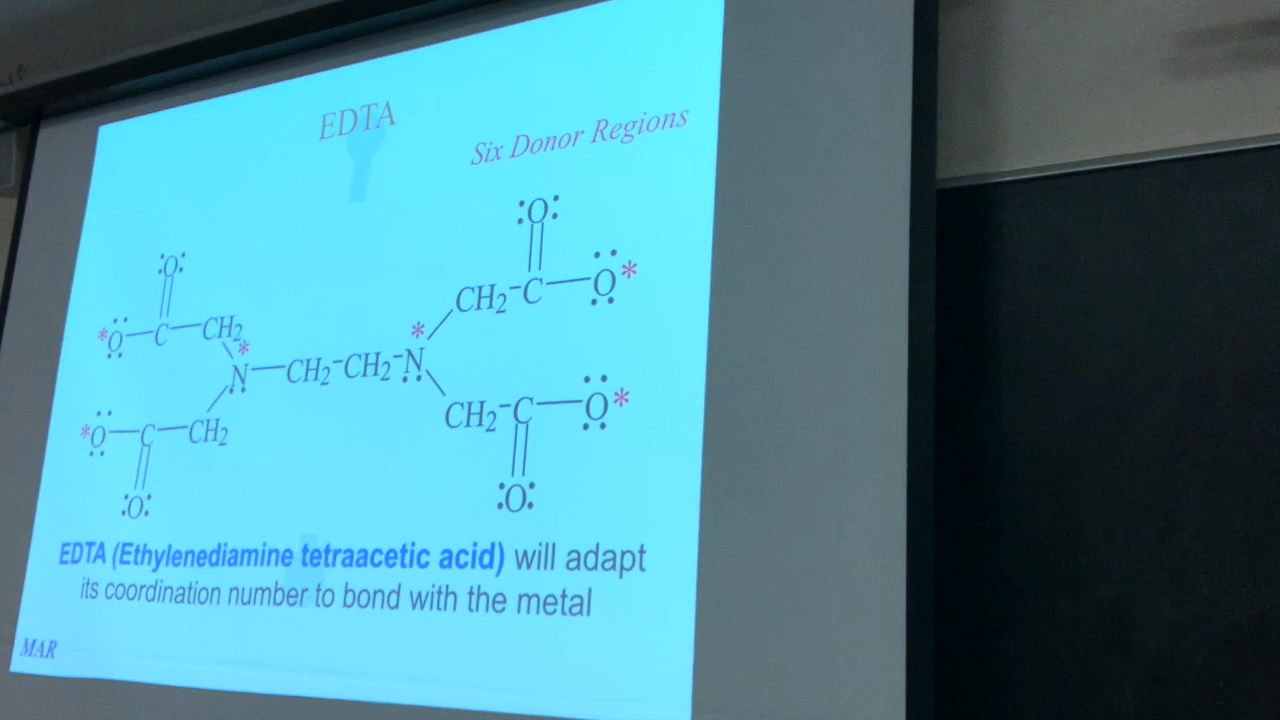 EDTA
Six Donor Regions
:O:
:O:
CH2-C—O*
*O—C—CH2
*
*
N—CH2-CH2-N
*O—C—CH2
CH2-C—O*
:O:
:O:
EDTA (Ethylenediamine tetraacetic acid) will adapt
its coordination number to bond with the metal
MAR